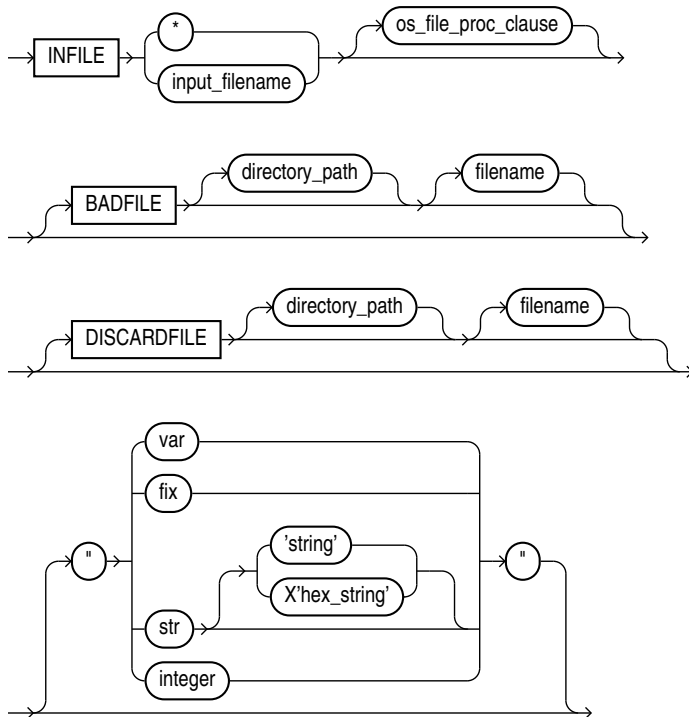 *
os_file_proc_clause
INFILE
input_filename
directory_path filename
BADFILE
directory_path filename
DISCARDFILE
var
fix
" "
'string'
X'hex_string'
str
integer